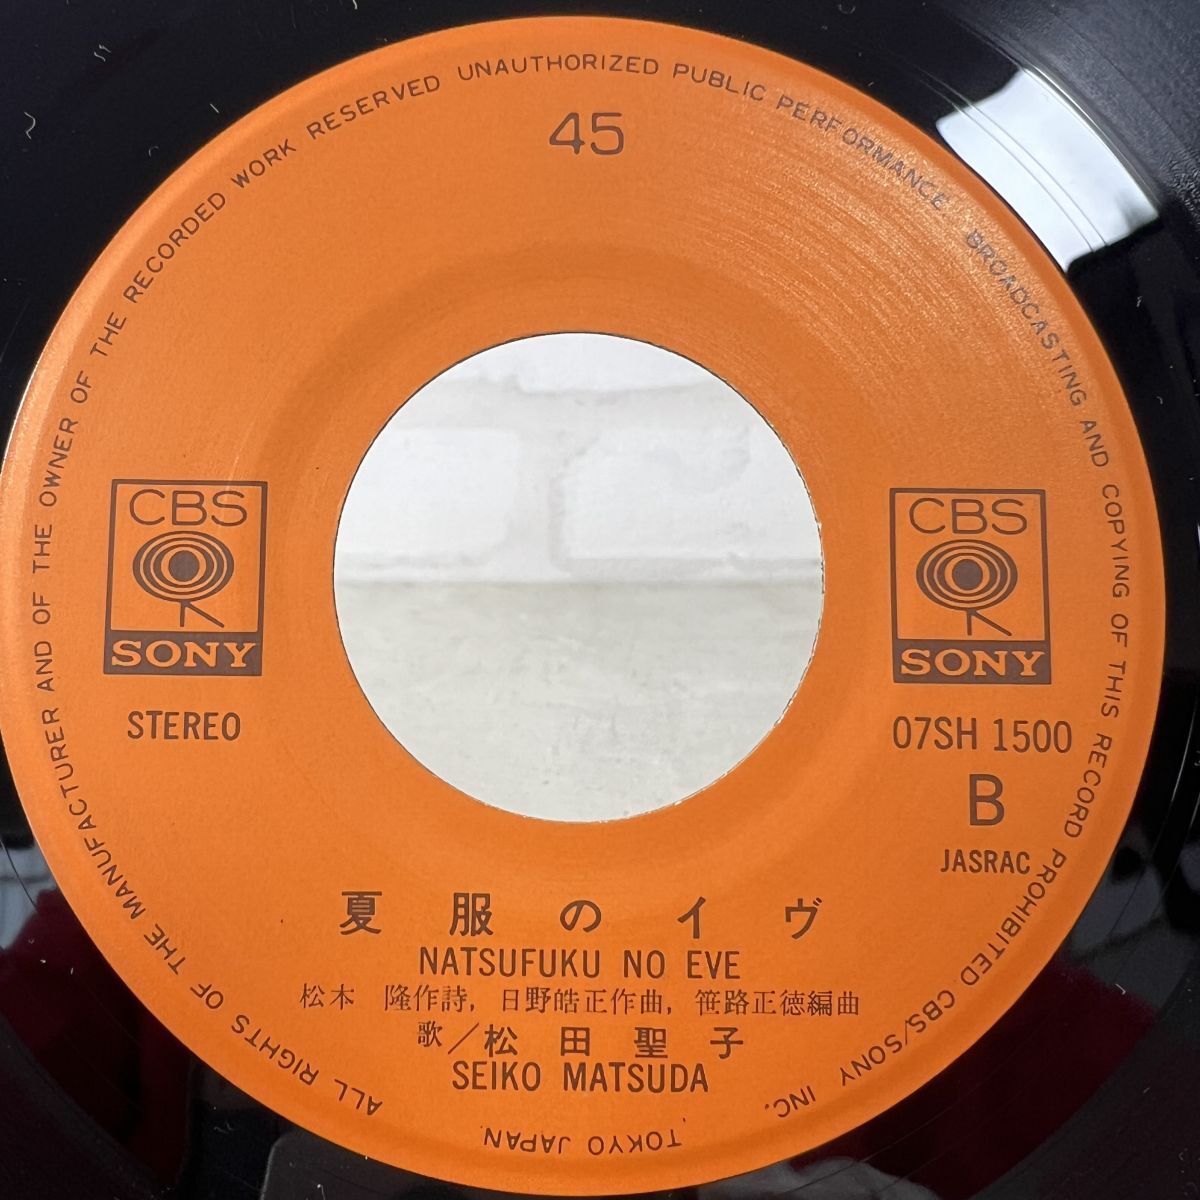 ALL RIGHTS OF THE MANUFACTURER AND OF THE OWNER OF THE RECORDED WORK RESERVED UNAUTHORIZED PUBLIC PERFORMANCE BROADCASTING AND COPYING OF THIS RECORD PROHIBITED CBS/SONY INC. TOKYO JAPAN
45
CBS
SONY
STEREO
CBS
SONY
07SH 1500
B
JASRAC
夏服のイヴ
NATSUFUKU NO EVE
松本 隆作詩, 日野皓正作曲, 笹路正徳編曲
歌／松田聖子
SEIKO MATSUDA